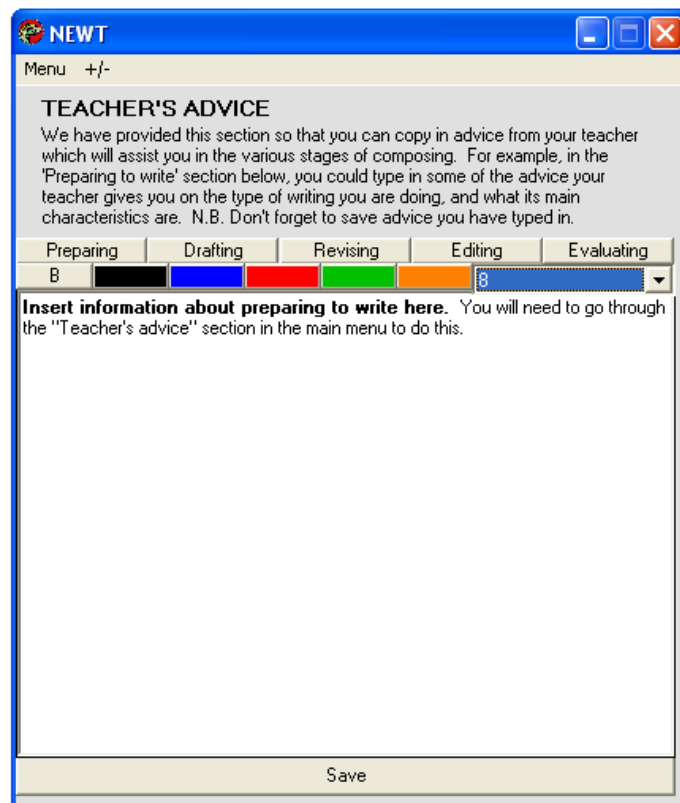 NEWT
Menu +/-
TEACHER'S ADVICE
We have provided this section so that you can copy in advice from your teacher
which will assist you in the various stages of composing. For example, in the
'Preparing to write' section below, you could type in some of the advice your
teacher gives you on the type of writing you are doing, and what its main
characteristics are. N.B. Don't forget to save advice you have typed in.
Preparing Drafting Revising Editing Evaluating
B 8
Insert information about preparing to write here. You will need to go through
the "Teacher's advice" section in the main menu to do this.
Save